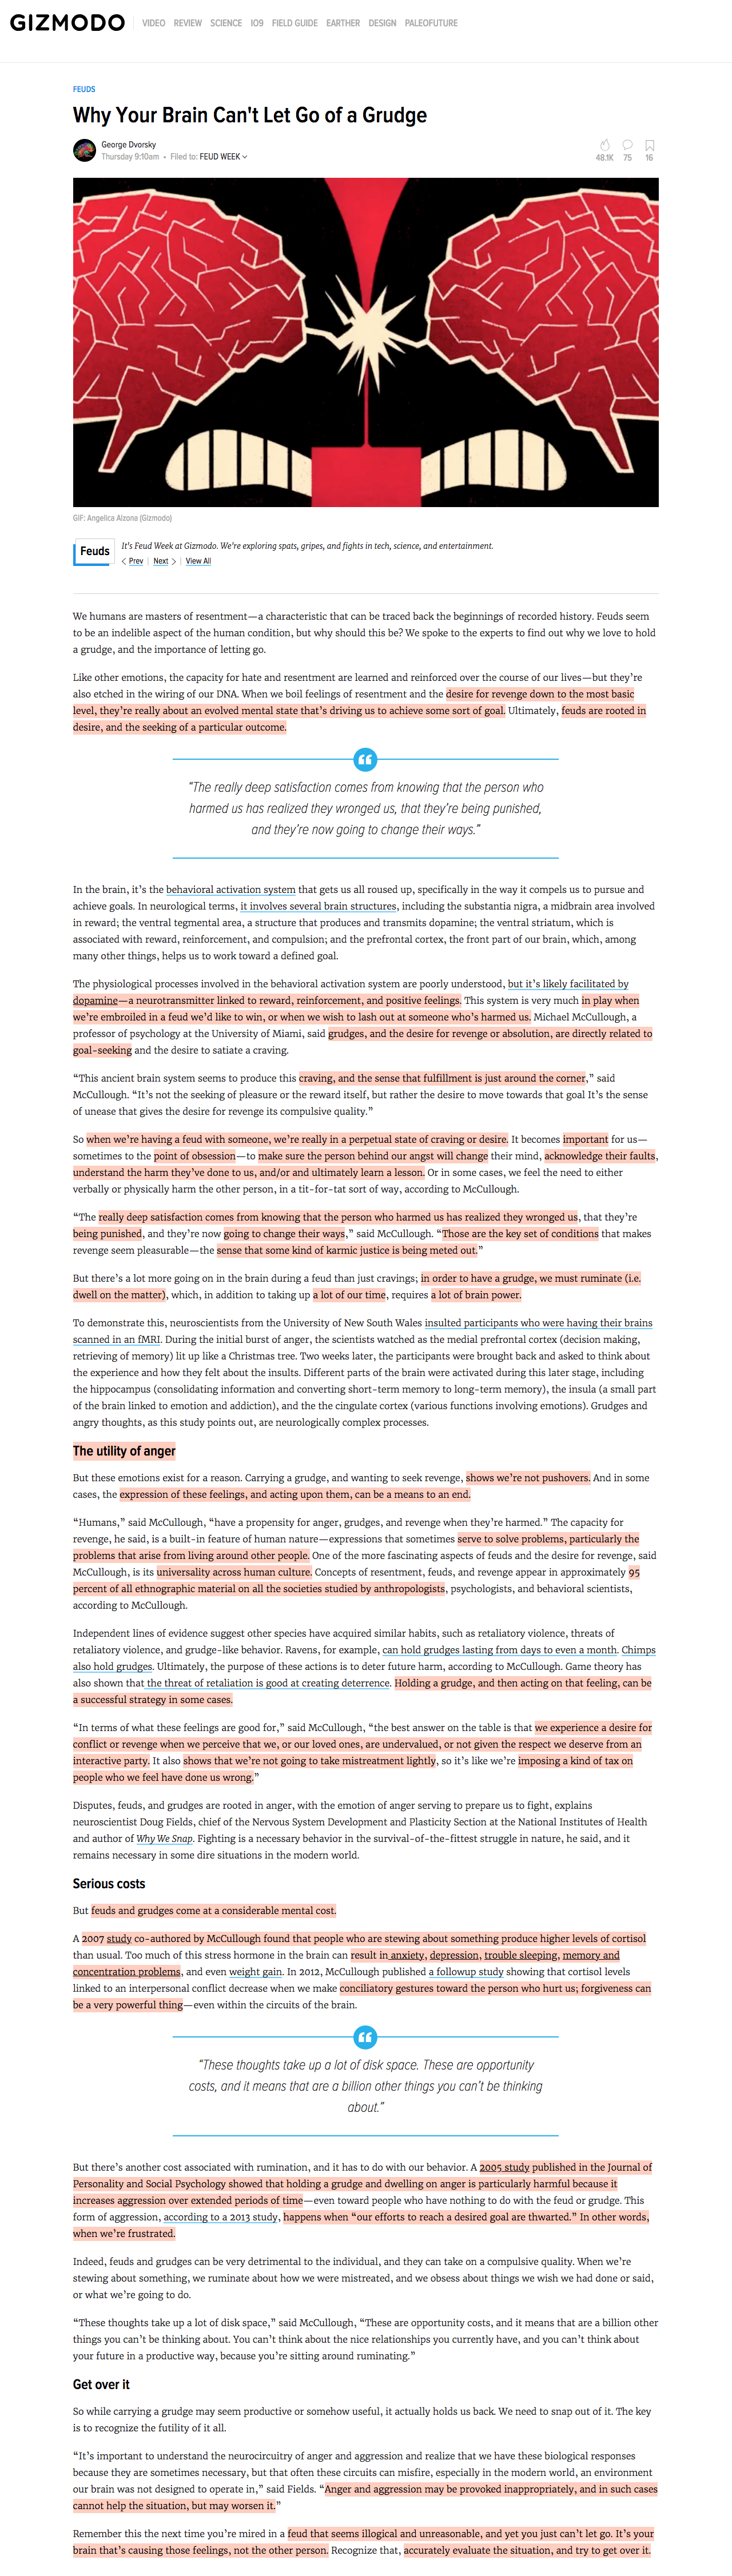 GIZMODO
VIDEO REVIEW SCIENCE IO9 FIELD GUIDE EARTHER DESIGN PALEOFUTURE
FEUDS
Why Your Brain Can't Let Go of a Grudge
George Dvorsky
Thursday 9:10am • Filed to: FEUD WEEK
48.1K 75 16
GIF: Angelica Alzona (Gizmodo)
Feuds
It's Feud Week at Gizmodo. We're exploring spats, gripes, and fights in tech, science, and entertainment.
< Prev | Next > | View All
We humans are masters of resentment—a characteristic that can be traced back the beginnings of recorded history. Feuds seem
to be an indelible aspect of the human condition, but why should this be? We spoke to the experts to find out why we love to hold
a grudge, and the importance of letting go.
Like other emotions, the capacity for hate and resentment are learned and reinforced over the course of our lives—but they're
also etched in the wiring of our DNA. When we boil feelings of resentment and the desire for revenge down to the most basic
level, they're really about an evolved mental state that's driving us to achieve some sort of goal. Ultimately, feuds are rooted in
desire, and the seeking of a particular outcome.
“The really deep satisfaction comes from knowing that the person who
harmed us has realized they wronged us, that they're being punished,
and they're now going to change their ways.”
In the brain, it's the behavioral activation system that gets us all roused up, specifically in the way it compels us to pursue and
achieve goals. In neurological terms, it involves several brain structures, including the substantia nigra, a midbrain area involved
in reward; the ventral tegmental area, a structure that produces and transmits dopamine; the ventral striatum, which is
associated with reward, reinforcement, and compulsion; and the prefrontal cortex, the front part of our brain, which, among
many other things, helps us to work toward a defined goal.
The physiological processes involved in the behavioral activation system are poorly understood, but it's likely facilitated by
dopamine—a neurotransmitter linked to reward, reinforcement, and positive feelings. This system is very much in play when
we're embroiled in a feud we'd like to win, or when we wish to lash out at someone who's harmed us. Michael McCullough, a
professor of psychology at the University of Miami, said grudges, and the desire for revenge or absolution, are directly related to
goal-seeking and the desire to satiate a craving.
“This ancient brain system seems to produce this craving, and the sense that fulfillment is just around the corner,” said
McCullough. “It's not the seeking of pleasure or the reward itself, but rather the desire to move towards that goal It's the sense
of unease that gives the desire for revenge its compulsive quality.”
So when we're having a feud with someone, we're really in a perpetual state of craving or desire. It becomes important for us—
sometimes to the point of obsession—to make sure the person behind our angst will change their mind, acknowledge their faults,
understand the harm they've done to us, and/or and ultimately learn a lesson. Or in some cases, we feel the need to either
verbally or physically harm the other person, in a tit-for-tat sort of way, according to McCullough.
“The really deep satisfaction comes from knowing that the person who harmed us has realized they wronged us, that they're
being punished, and they're now going to change their ways,” said McCullough. “Those are the key set of conditions that makes
revenge seem pleasurable—the sense that some kind of karmic justice is being meted out.”
But there's a lot more going on in the brain during a feud than just cravings; in order to have a grudge, we must ruminate (i.e.
dwell on the matter), which, in addition to taking up a lot of our time, requires a lot of brain power.
To demonstrate this, neuroscientists from the University of New South Wales insulted participants who were having their brains
scanned in an fMRI. During the initial burst of anger, the scientists watched as the medial prefrontal cortex (decision making,
retrieving of memory) lit up like a Christmas tree. Two weeks later, the participants were brought back and asked to think about
the experience and how they felt about the insults. Different parts of the brain were activated during this later stage, including
the hippocampus (consolidating information and converting short-term memory to long-term memory), the insula (a small part
of the brain linked to emotion and addiction), and the the cingulate cortex (various functions involving emotions). Grudges and
angry thoughts, as this study points out, are neurologically complex processes.
The utility of anger
But these emotions exist for a reason. Carrying a grudge, and wanting to seek revenge, shows we're not pushovers. And in some
cases, the expression of these feelings, and acting upon them, can be a means to an end.
“Humans,” said McCullough, “have a propensity for anger, grudges, and revenge when they're harmed.” The capacity for
revenge, he said, is a built-in feature of human nature—expressions that sometimes serve to solve problems, particularly the
problems that arise from living around other people. One of the more fascinating aspects of feuds and the desire for revenge, said
McCullough, is its universality across human culture. Concepts of resentment, feuds, and revenge appear in approximately 95
percent of all ethnographic material on all the societies studied by anthropologists, psychologists, and behavioral scientists,
according to McCullough.
Independent lines of evidence suggest other species have acquired similar habits, such as retaliatory violence, threats of
retaliatory violence, and grudge-like behavior. Ravens, for example, can hold grudges lasting from days to even a month. Chimps
also hold grudges. Ultimately, the purpose of these actions is to deter future harm, according to McCullough. Game theory has
also shown that the threat of retaliation is good at creating deterrence. Holding a grudge, and then acting on that feeling, can be
a successful strategy in some cases.
“In terms of what these feelings are good for,” said McCullough, “the best answer on the table is that we experience a desire for
conflict or revenge when we perceive that we, or our loved ones, are undervalued, or not given the respect we deserve from an
interactive party. It also shows that we're not going to take mistreatment lightly, so it's like we're imposing a kind of tax on
people who we feel have done us wrong.”
Disputes, feuds, and grudges are rooted in anger, with the emotion of anger serving to prepare us to fight, explains
neuroscientist Doug Fields, chief of the Nervous System Development and Plasticity Section at the National Institutes of Health
and author of Why We Snap. Fighting is a necessary behavior in the survival-of-the-fittest struggle in nature, he said, and it
remains necessary in some dire situations in the modern world.
Serious costs
But feuds and grudges come at a considerable mental cost.
A 2007 study co-authored by McCullough found that people who are stewing about something produce higher levels of cortisol
than usual. Too much of this stress hormone in the brain can result in anxiety, depression, trouble sleeping, memory and
concentration problems, and even weight gain. In 2012, McCullough published a followup study showing that cortisol levels
linked to an interpersonal conflict decrease when we make conciliatory gestures toward the person who hurt us; forgiveness can
be a very powerful thing—even within the circuits of the brain.
“These thoughts take up a lot of disk space. These are opportunity
costs, and it means that are a billion other things you can't be thinking
about.”
But there's another cost associated with rumination, and it has to do with our behavior. A 2005 study published in the Journal of
Personality and Social Psychology showed that holding a grudge and dwelling on anger is particularly harmful because it
increases aggression over extended periods of time—even toward people who have nothing to do with the feud or grudge. This
form of aggression, according to a 2013 study, happens when “our efforts to reach a desired goal are thwarted.” In other words,
when we're frustrated.
Indeed, feuds and grudges can be very detrimental to the individual, and they can take on a compulsive quality. When we're
stewing about something, we ruminate about how we were mistreated, and we obsess about things we wish we had done or said,
or what we're going to do.
“These thoughts take up a lot of disk space,” said McCullough, “These are opportunity costs, and it means that are a billion other
things you can't be thinking about. You can't think about the nice relationships you currently have, and you can't think about
your future in a productive way, because you're sitting around ruminating.”
Get over it
So while carrying a grudge may seem productive or somehow useful, it actually holds us back. We need to snap out of it. The key
is to recognize the futility of it all.
“It's important to understand the neurocircuitry of anger and aggression and realize that we have these biological responses
because they are sometimes necessary, but that often these circuits can misfire, especially in the modern world, an environment
our brain was not designed to operate in,” said Fields. “Anger and aggression may be provoked inappropriately, and in such cases
cannot help the situation, but may worsen it.”
Remember this the next time you're mired in a feud that seems illogical and unreasonable, and yet you just can't let go. It's your
brain that's causing those feelings, not the other person. Recognize that, accurately evaluate the situation, and try to get over it.